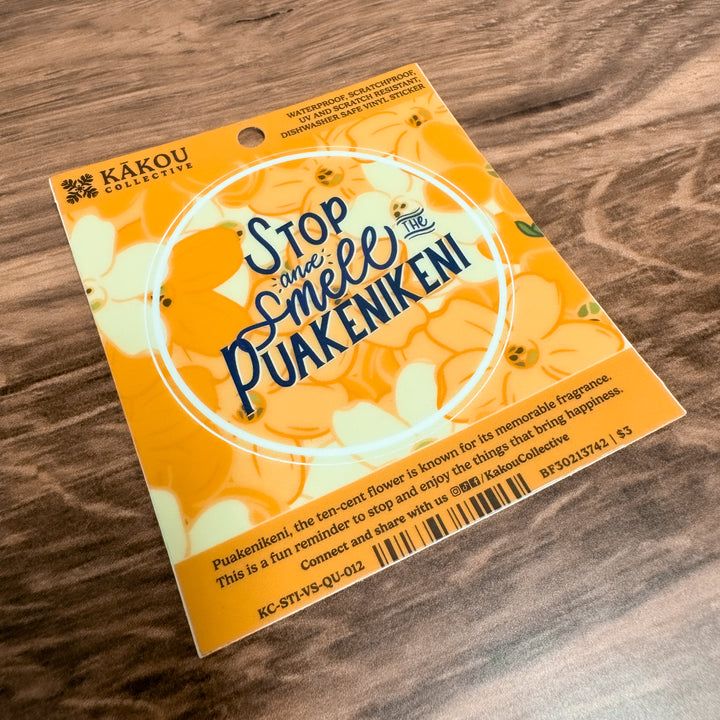 KĀKOU
COLLECTIVE
WATERPROOF, SCRATCHPROOF,
UV AND SCRATCH RESISTANT,
DISHWASHER SAFE VINYL STICKER
STOP
and
smell THE
PUAKENIKENI
Puakenikeni, the ten-cent flower is known for its memorable fragrance.
This is a fun reminder to stop and enjoy the things that bring happiness.
Connect and share with us /KakouCollective
KC-STI-VS-QU-012
BF30213742 | $3